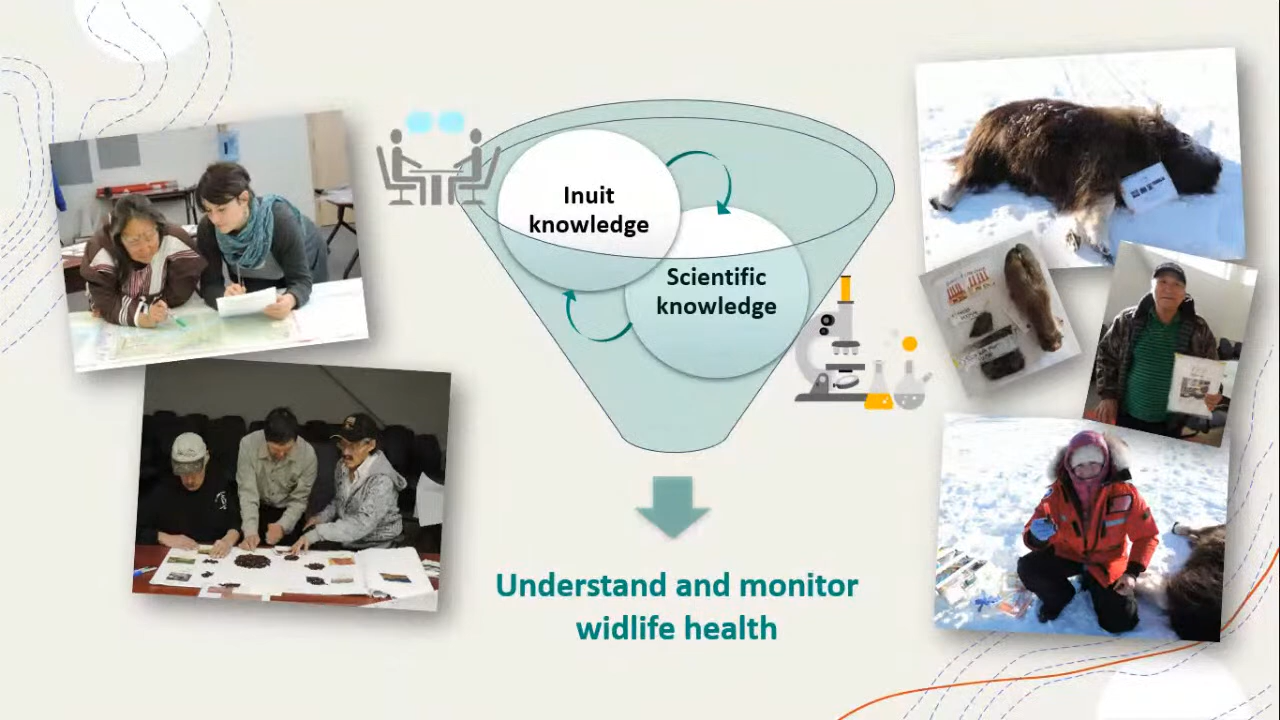 Inuit
knowledge
Scientific
knowledge
Understand and monitor
widlife health